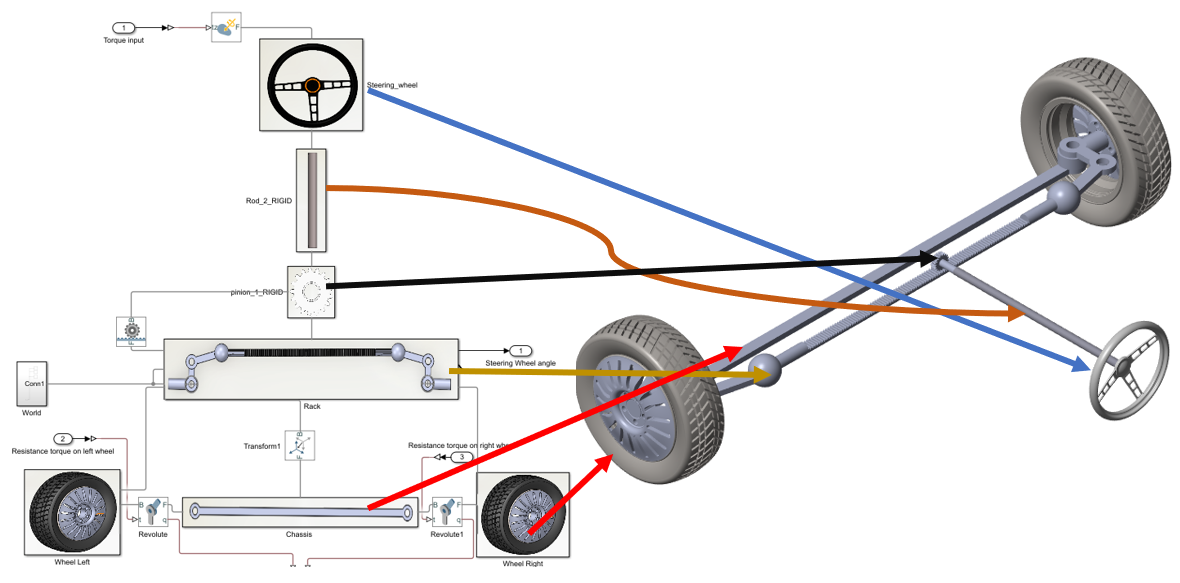 1
Torque input
F
Steering_wheel
Rod_2_RIGID
pinion_1_RIGID
B
F
1
Steering Wheel angle
Conn1
World
Rack
2
Resistance torque on left wheel
Transform1
B
F
Resistance torque on right
3
B
F
t
q
Revolute
Chassis
B
F
t
q
Revolute1
Wheel Left
Wheel Right